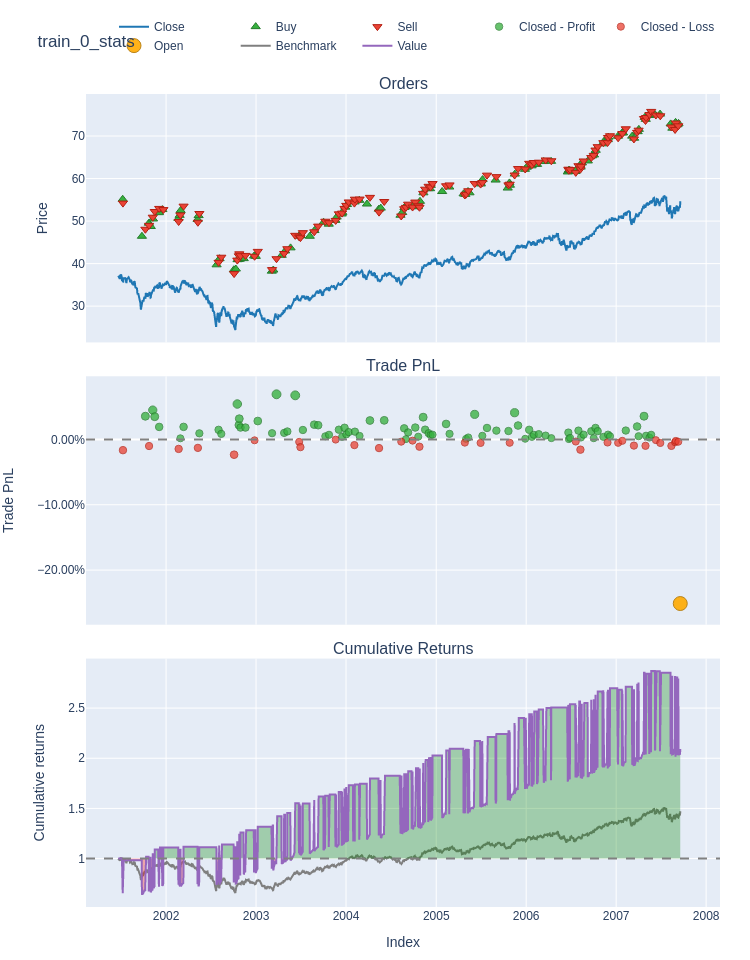 train_0_stats
Close Buy Sell Closed - Profit Closed - Loss
Open Benchmark Value
Orders
70
60
50
40
30
Price
Trade PnL
0.00%
−10.00%
−20.00%
Trade PnL
Cumulative Returns
2.5
2
1.5
1
Cumulative returns
2002 2003 2004 2005 2006 2007 2008
Index